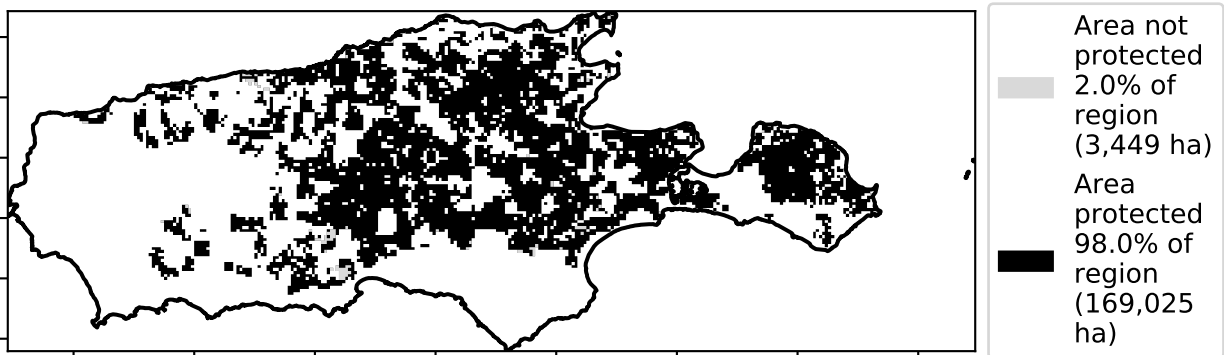 Area not
protected
2.0% of
region
(3,449 ha)
Area
protected
98.0% of
region
(169,025
ha)